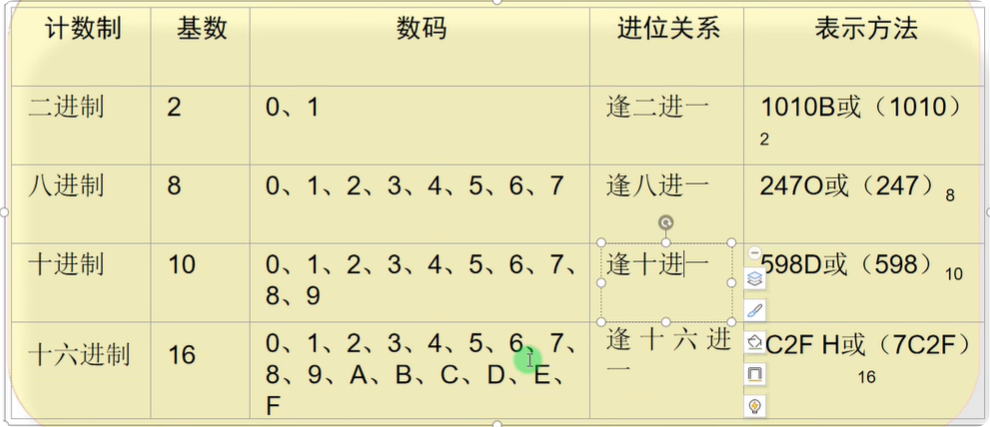 计数制 基数 数码 进位关系 表示方法
二进制 2 0、1 逢二进一 1010B或（1010）
2
八进制 8 0、1、2、3、4、5、6、7 逢八进一 247O或（247）8
十进制 10 0、1、2、3、4、5、6、7、 逢十进一 598D或（598）10
8、9
十六进制 16 0、1、2、3、4、5、6、7、 逢十六进 C2F H或（7C2F）
8、9、A、B、C、D、E、 一 16
F